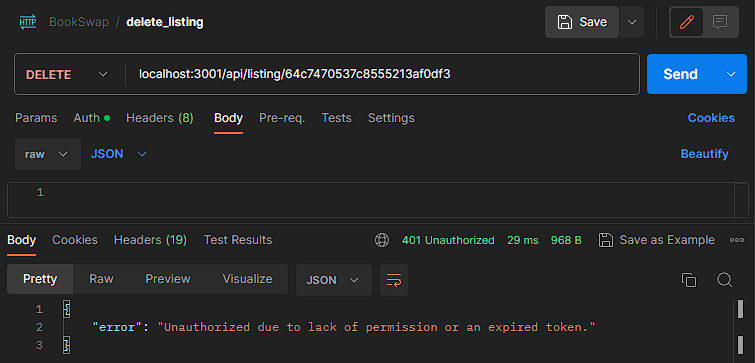 HTTP BookSwap / delete_listing Save
DELETE localhost:3001/api/listing/64c7470537c8555213af0df3 Send
Params Auth Headers (8) Body Pre-req. Tests Settings Cookies
raw JSON Beautify
1
Body Cookies Headers (19) Test Results 401 Unauthorized 29 ms 968 B Save as Example
Pretty Raw Preview Visualize JSON
1 {
2 "error": "Unauthorized due to lack of permission or an expired token."
3 }